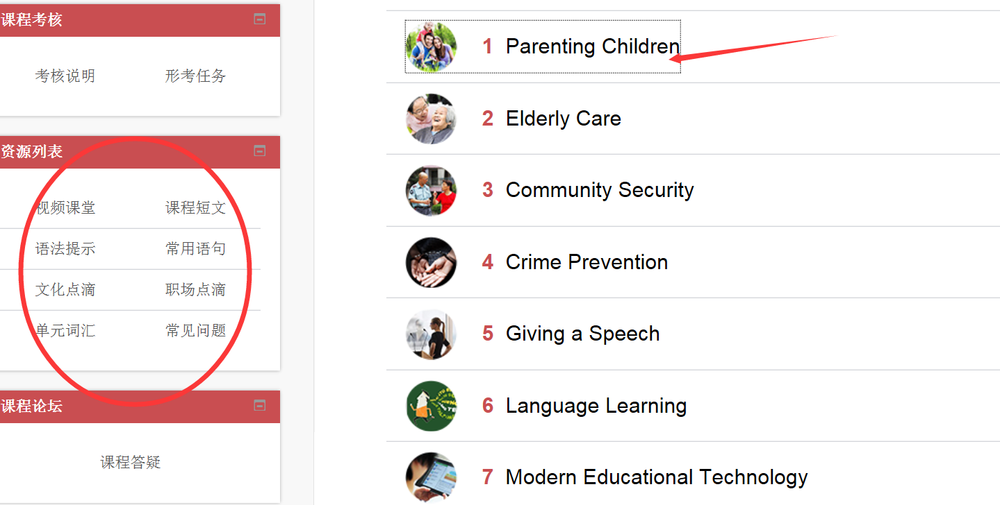 课程考核
考核说明 形考任务
资源列表
视频课堂 课程短文
语法提示 常用语句
文化点滴 职场点滴
单元词汇 常见问题
课程论坛
课程答疑
1 Parenting Children
2 Elderly Care
3 Community Security
4 Crime Prevention
5 Giving a Speech
6 Language Learning
7 Modern Educational Technology